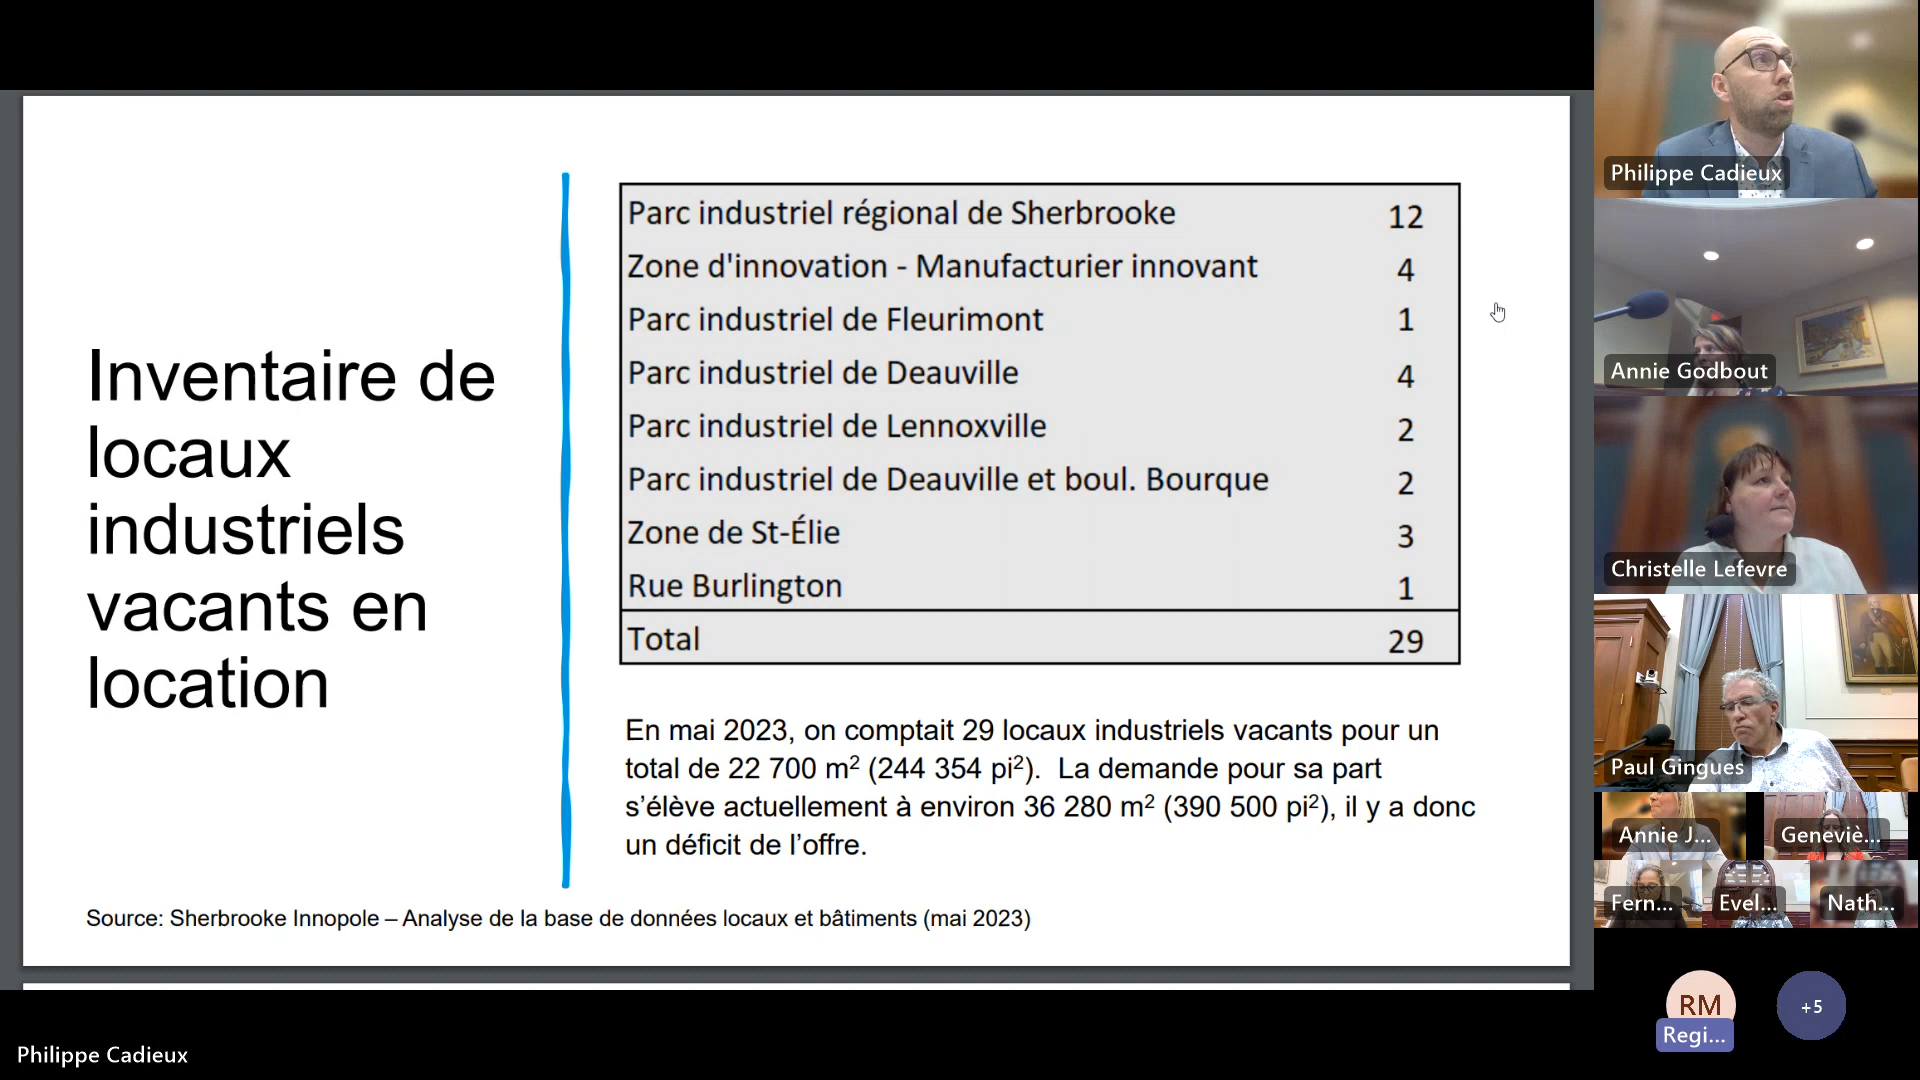 Inventaire de
locaux
industriels
vacants en
location
Parc industriel régional de Sherbrooke 12
Zone d'innovation - Manufacturier innovant 4
Parc industriel de Fleurimont 1
Parc industriel de Deauville 4
Parc industriel de Lennoxville 2
Parc industriel de Deauville et boul. Bourque 2
Zone de St-Élie 3
Rue Burlington 1
Total 29
En mai 2023, on comptait 29 locaux industriels vacants pour un
total de 22 700 m² (244 354 pi²). La demande pour sa part
s’élève actuellement à environ 36 280 m² (390 500 pi²), il y a donc
un déficit de l’offre.
Source: Sherbrooke Innopole – Analyse de la base de données locaux et bâtiments (mai 2023)
Philippe Cadieux
Philippe Cadieux
Annie Godbout
Christelle Lefevre
Paul Gingues
Annie J...
Geneviè...
Fern...
Evel...
Nath...
RM
Regi...
+5